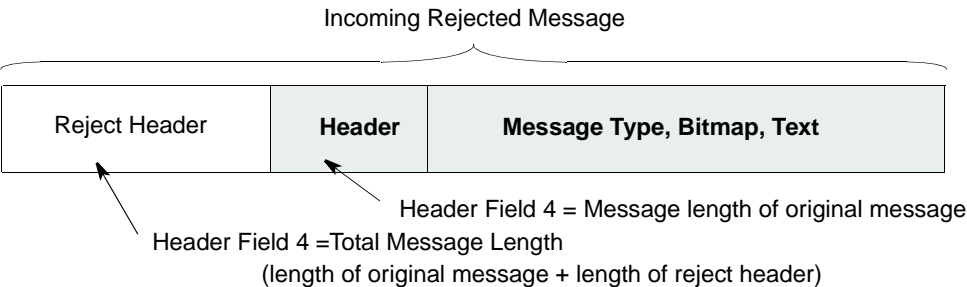 Incoming Rejected Message
Reject Header
Header
Message Type, Bitmap, Text
Header Field 4 = Message length of original message
Header Field 4 =Total Message Length
(length of original message + length of reject header)